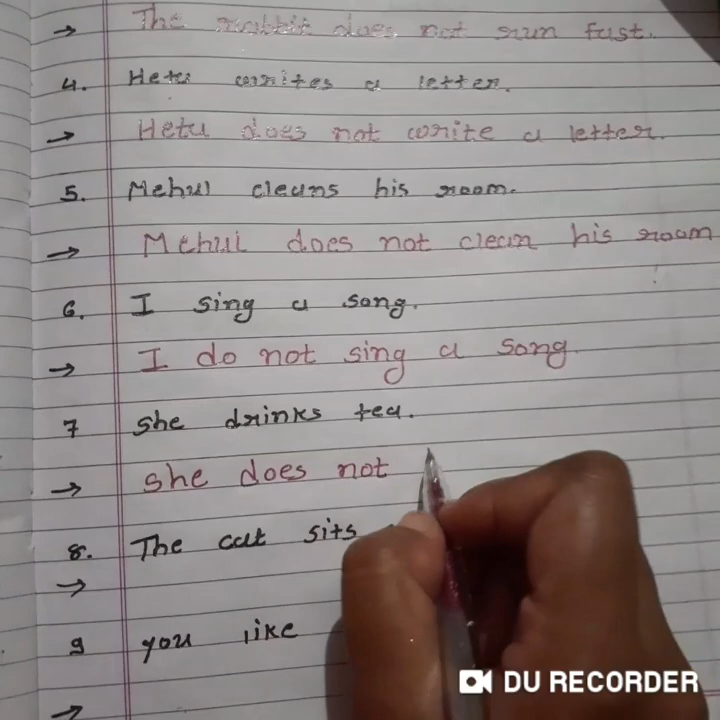 → The rabbit does not run fast.
4. Hetu writes a letter.
→ Hetu does not write a letter.
5. Mehul cleans his room.
→ Mehul does not clean his room
6. I sing a song.
→ I do not sing a song.
7 She drinks tea.
→ She does not
8. The cat sits
→
9 you like
→
DU RECORDER